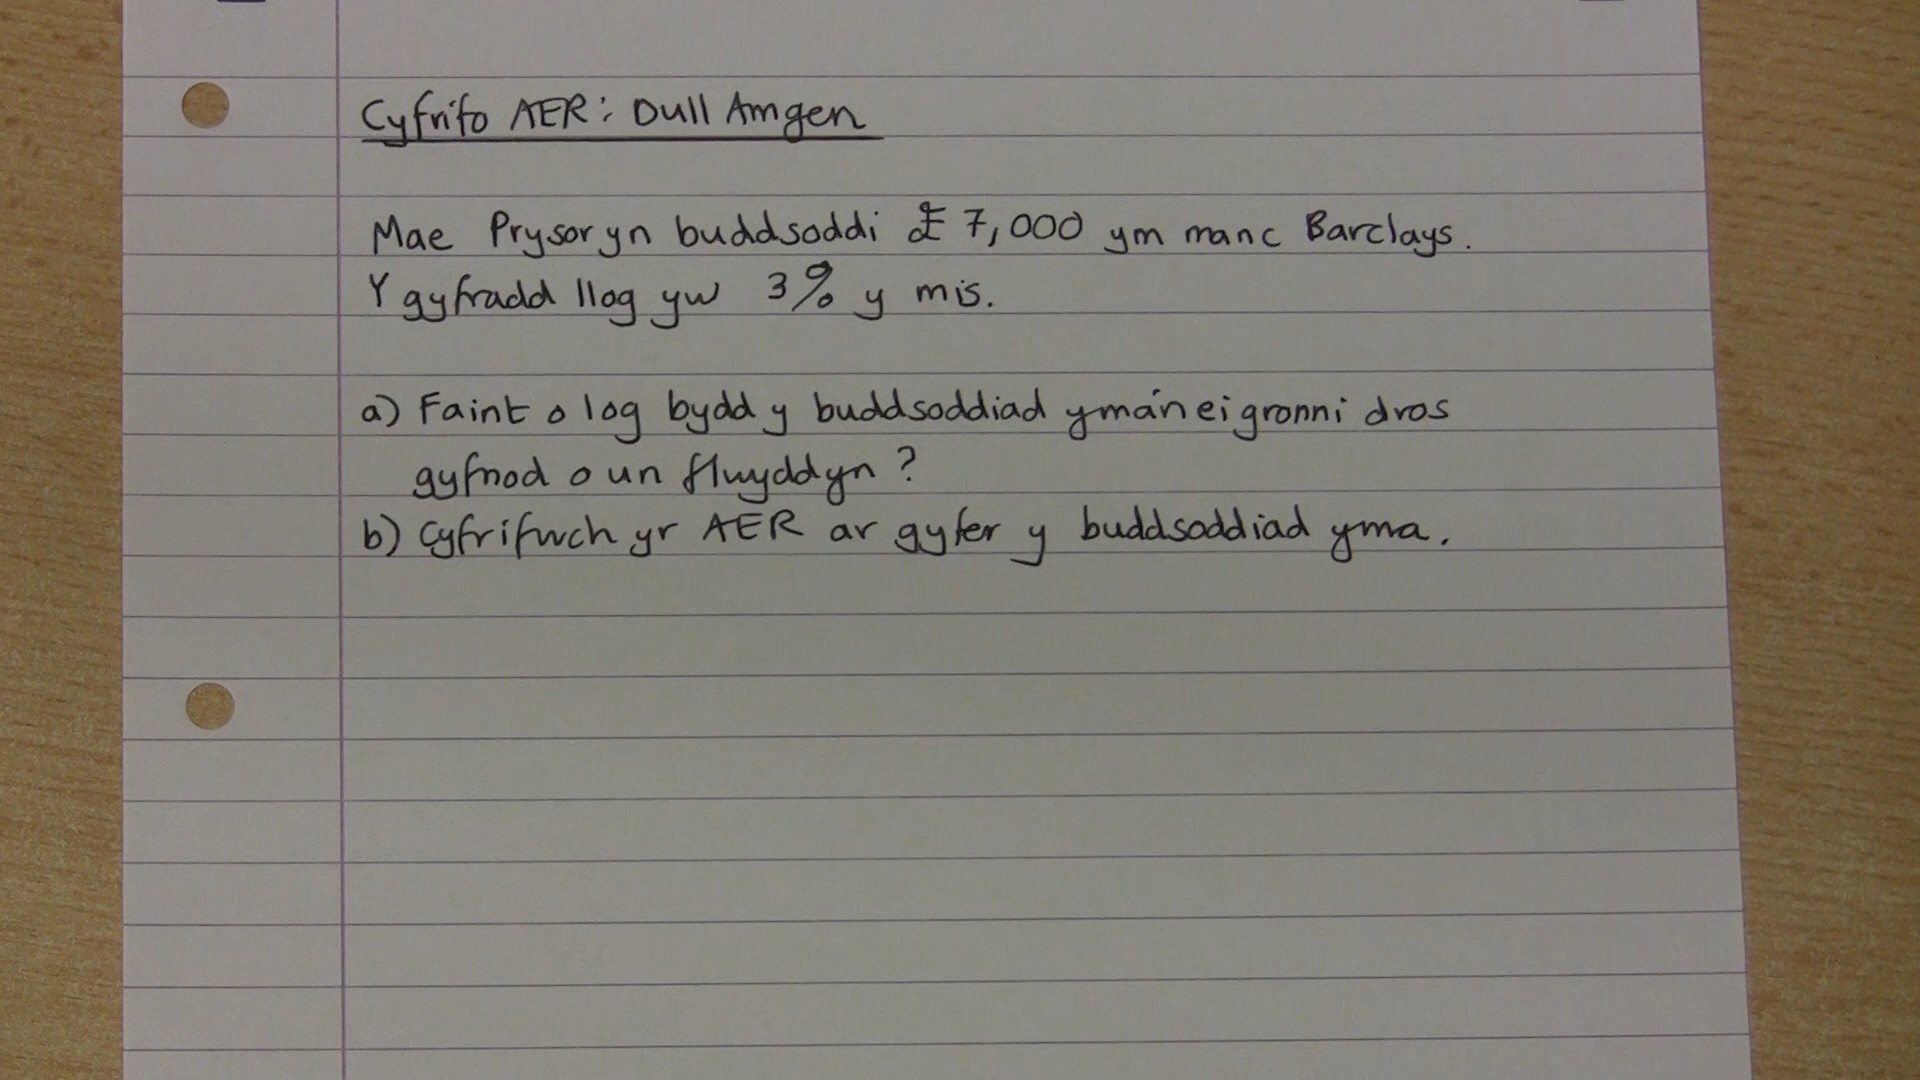 Cyfrifo AER: Dull Amgen
Mae Prysor yn buddsoddi £7,000 ym manc Barclays.
Y gyfradd llog yw 3% y mis.
a) Faint o log bydd y buddsoddiad yma'n ei gronni dros
gyfnod o un flwyddyn?
b) Cyfrifwch yr AER ar gyfer y buddsoddiad yma.